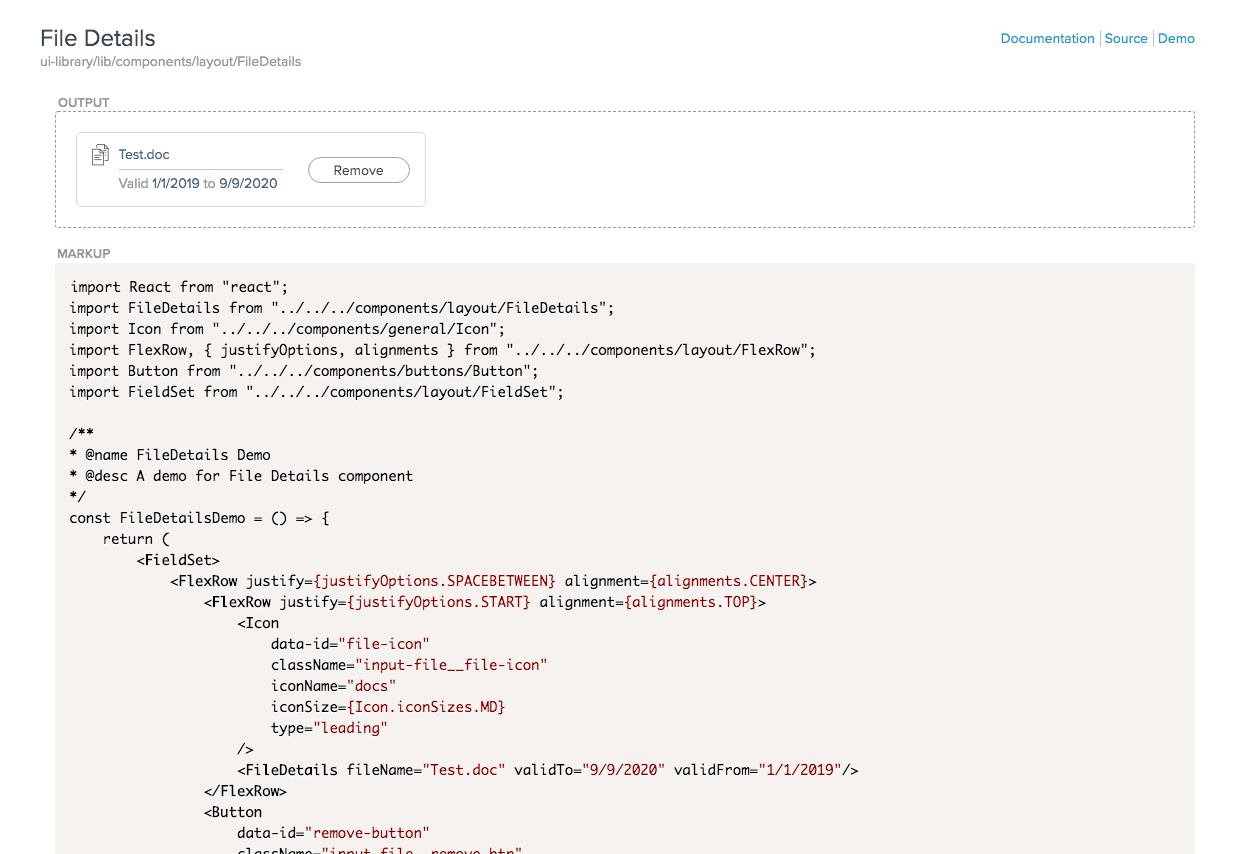 File Details
Documentation Source Demo
ui-library/lib/components/layout/FileDetails
OUTPUT
Test.doc
Valid 1/1/2019 to 9/9/2020
Remove
MARKUP
import React from "react";
import FileDetails from "../../../components/layout/FileDetails";
import Icon from "../../../components/general/Icon";
import FlexRow, { justifyOptions, alignments } from "../../../components/layout/FlexRow";
import Button from "../../../components/buttons/Button";
import FieldSet from "../../../components/layout/FieldSet";
/**
* @name FileDetails Demo
* @desc A demo for File Details component
*/
const FileDetailsDemo = () => {
return (
<FieldSet>
<FlexRow justify={justifyOptions.SPACEBETWEEN} alignment={alignments.CENTER}>
<FlexRow justify={justifyOptions.START} alignment={alignments.TOP}>
<Icon
data-id="file-icon"
className="input-file__file-icon"
iconName="docs"
iconSize={Icon.iconSizes.MD}
type="leading"
/>
<FileDetails fileName="Test.doc" validTo="9/9/2020" validFrom="1/1/2019"/>
</FlexRow>
<Button
data-id="remove-button"
className="input-file__remove-btn"